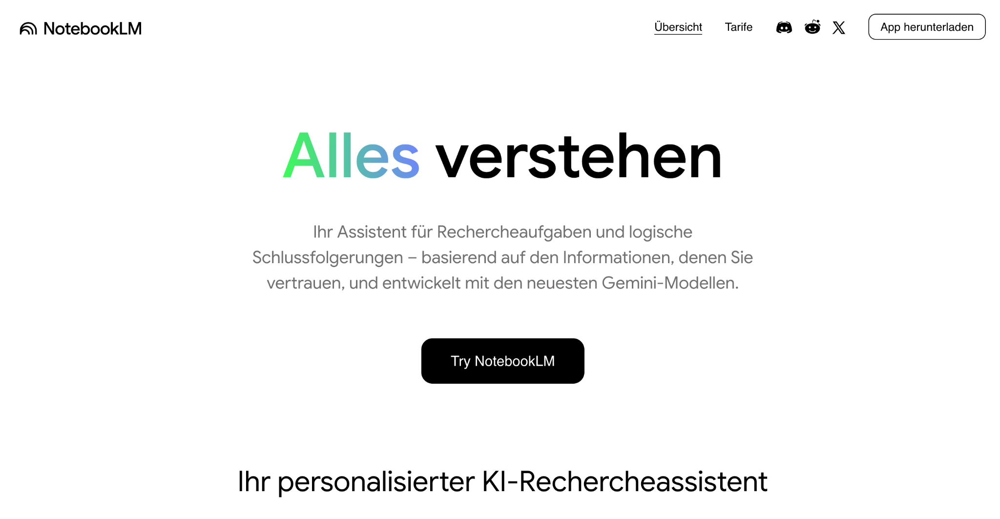 NotebookLM
Übersicht
Tarife
App herunterladen
Alles verstehen
Ihr Assistent für Rechercheaufgaben und logische
Schlussfolgerungen – basierend auf den Informationen, denen Sie
vertrauen, und entwickelt mit den neuesten Gemini-Modellen.
Try NotebookLM
Ihr personalisierter KI-Rechercheassistent